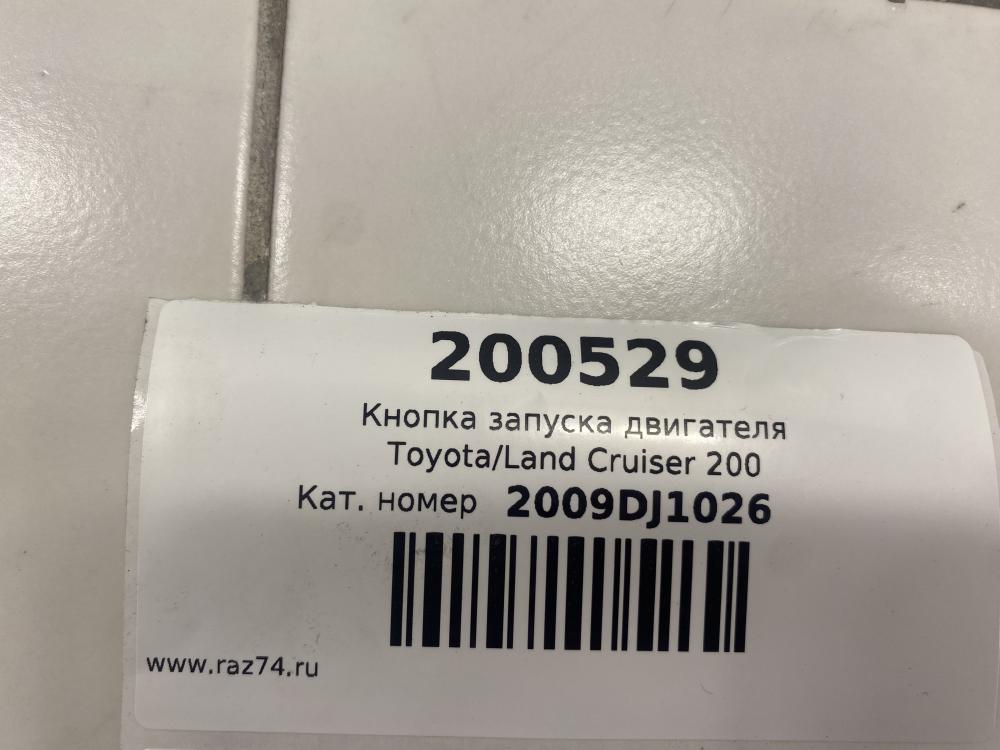 200529
Кнопка запуска двигателя
Toyota/Land Cruiser 200
Кат. номер 2009DJ1026
www.raz74.ru